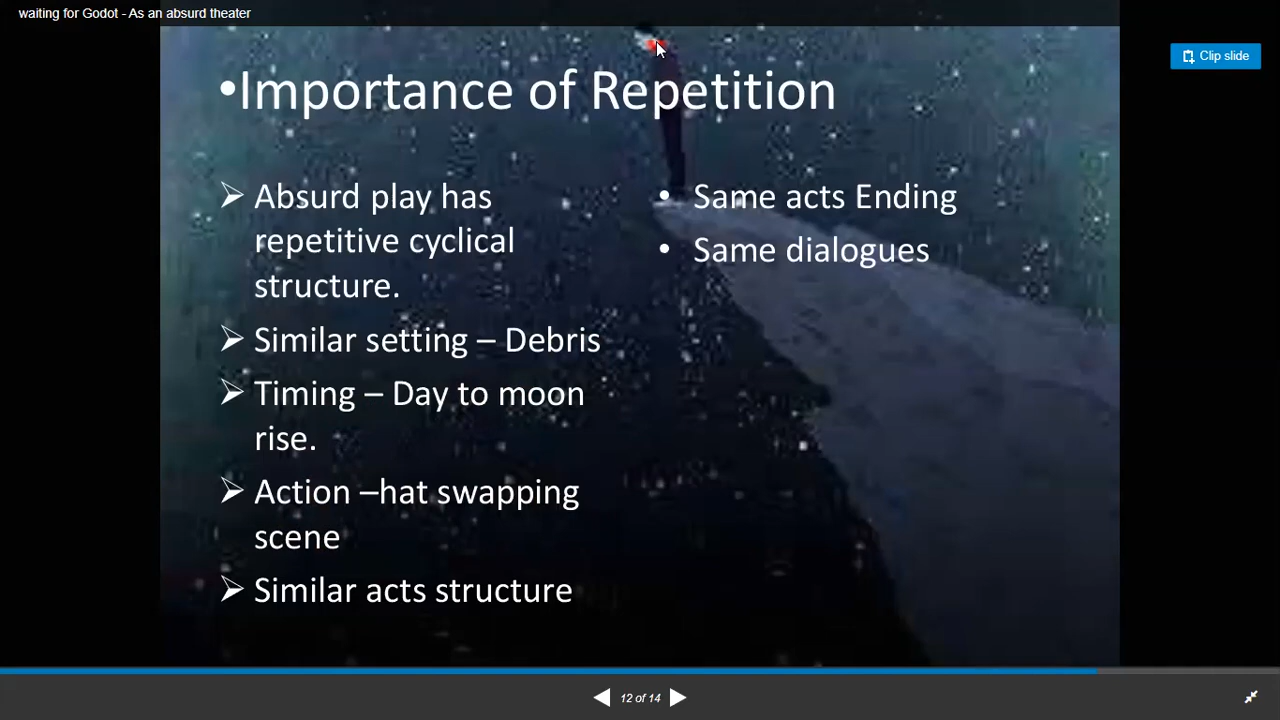 waiting for Godot - As an absurd theater
Clip slide
•Importance of Repetition
➢ Absurd play has
repetitive cyclical
structure.
➢ Similar setting – Debris
➢ Timing – Day to moon
rise.
➢ Action –hat swapping
scene
➢ Similar acts structure
• Same acts Ending
• Same dialogues
12 of 14